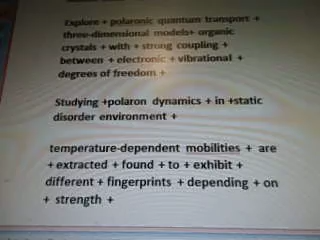 Explore + polaronic quantum transport +
three-dimensional models+ organic
crystals + with + strong coupling +
between + electronic + vibrational +
degrees of freedom +
Studying +polaron dynamics + in +static
disorder environment +
temperature-dependent mobilities + are
+ extracted + found + to + exhibit +
different + fingerprints + depending + on
+ strength +